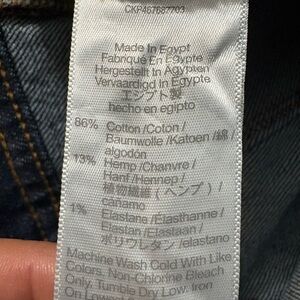 CKP467687703
Made In Egypt
Fabriqué En Égypte
Hergestellt In Ägypten
Vervaardigd In Egypte
エジプト製
hecho en egipto
86% Cotton /Coton /
Baumwolle /Katoen /綿 /
algodón
13% Hemp /Chanvre /
Hanf /Hennep /
植物繊維 ( ヘンプ ) /
cáñamo
1% Elastane /Élasthanne /
Elastan /Elastaan /
ポリウレタン /elastano
Machine Wash Cold With Like
Colors. Non-Chlorine Bleach
Only. Tumble Dry Low. Iron
On Low